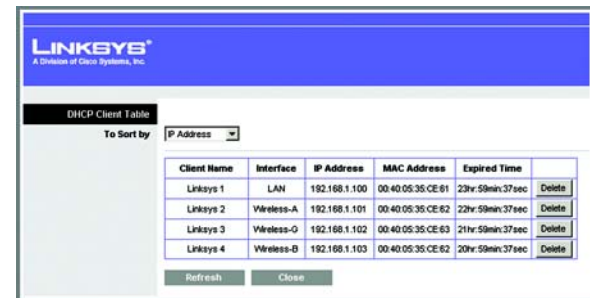 LINKSYS®
A Division of Cisco Systems, Inc.
DHCP Client Table
To Sort by IP Address
Client Name Interface IP Address MAC Address Expired Time
Linksys 1 LAN 192.168.1.100 00:40:05:35:CE:61 23hr:59min:37sec Delete
Linksys 2 Wireless-A 192.168.1.101 00:40:05:35:CE:62 22hr:59min:37sec Delete
Linksys 3 Wireless-G 192.168.1.102 00:40:05:35:CE:63 21hr:59min:37sec Delete
Linksys 4 Wireless-B 192.168.1.103 00:40:05:35:CE:62 20hr:59min:37sec Delete
Refresh Close